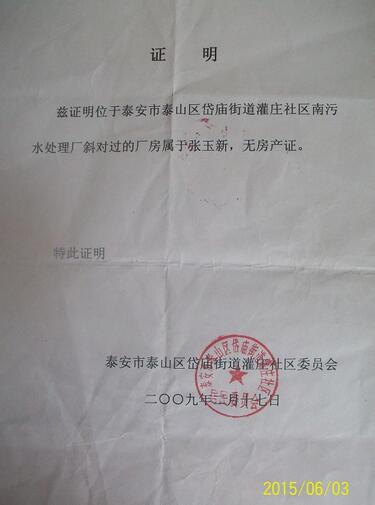 证 明
兹证明位于泰安市泰山区岱庙街道灌庄社区南污
水处理厂斜对过的厂房属于张玉新，无房产证。
特此证明
泰安市泰山区岱庙街道灌庄社区委员会
二〇〇九年 月十七日
2015/06/03